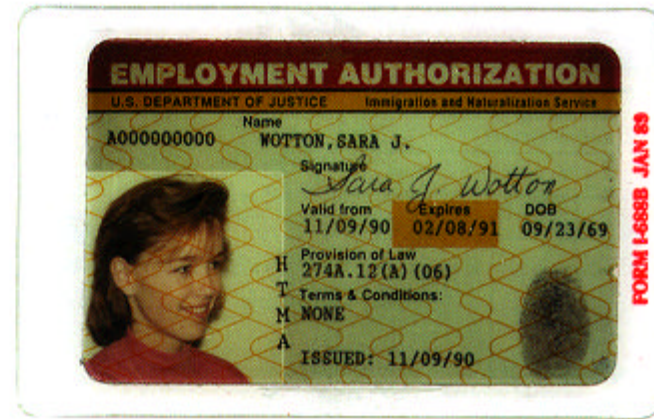 EMPLOYMENT AUTHORIZATION
U.S. DEPARTMENT OF JUSTICE Immigration and Naturalization Service
Name
A000000000 WOTTON, SARA J.
Signature
Sara J. Wotton
Valid from Expires DOB
11/09/90 02/08/91 09/23/69
Provision of Law
274A.12(A)(06)
Terms & Conditions:
NONE
H
T
M
A
ISSUED: 11/09/90
FORM I-688B JAN 89